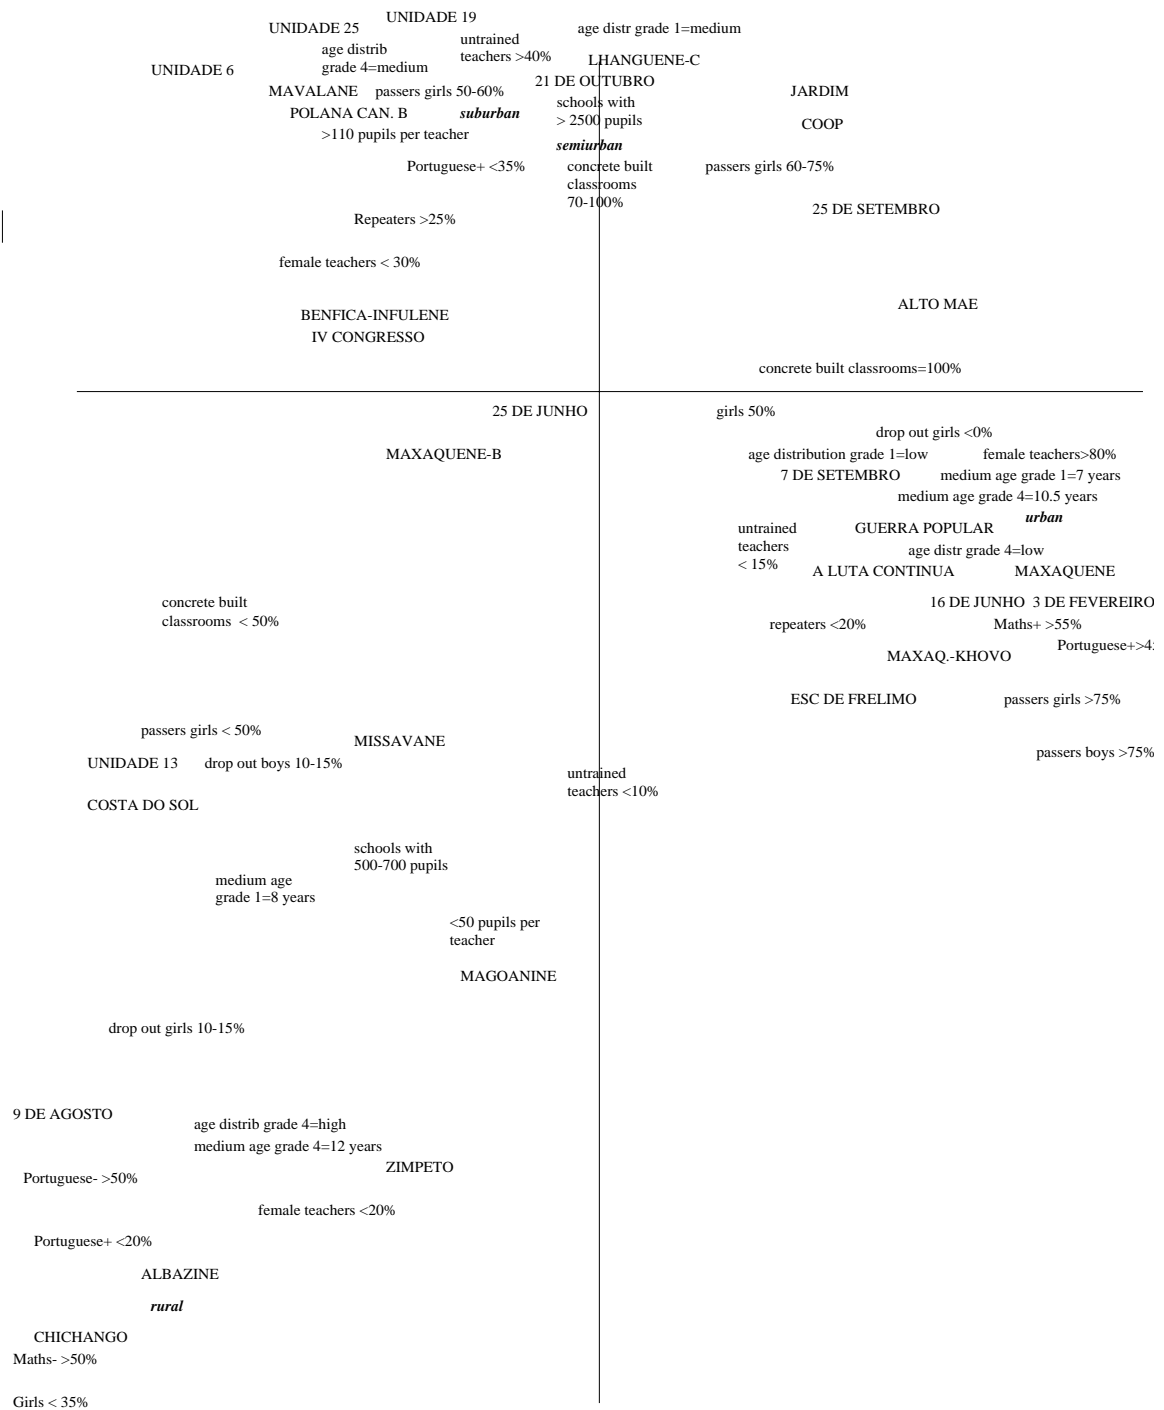 UNIDADE 19
UNIDADE 25
age distr grade 1=medium
untrained
teachers >40%
age distrib
grade 4=medium
LHANGUENE-C
UNIDADE 6
21 DE OUTUBRO
MAVALANE
passers girls 50-60%
JARDIM
schools with
> 2500 pupils
POLANA CAN. B
suburban
COOP
>110 pupils per teacher
semiurban
Portuguese+ <35%
concrete built
classrooms
70-100%
passers girls 60-75%
25 DE SETEMBRO
Repeaters >25%
female teachers < 30%
ALTO MAE
BENFICA-INFULENE
IV CONGRESSO
concrete built classrooms=100%
25 DE JUNHO
girls 50%
drop out girls <0%
MAXAQUENE-B
age distribution grade 1=low
female teachers>80%
7 DE SETEMBRO
medium age grade 1=7 years
medium age grade 4=10.5 years
urban
untrained
teachers
< 15%
GUERRA POPULAR
age distr grade 4=low
A LUTA CONTINUA
MAXAQUENE
concrete built
classrooms < 50%
16 DE JUNHO
3 DE FEVEREIRO
repeaters <20%
Maths+ >55%
Portuguese+>4
MAXAQ.-KHOVO
ESC DE FRELIMO
passers girls >75%
passers girls < 50%
MISSAVANE
passers boys >75%
UNIDADE 13
drop out boys 10-15%
untrained
teachers <10%
COSTA DO SOL
schools with
500-700 pupils
medium age
grade 1=8 years
<50 pupils per
teacher
MAGOANINE
drop out girls 10-15%
9 DE AGOSTO
age distrib grade 4=high
medium age grade 4=12 years
ZIMPETO
Portuguese- >50%
female teachers <20%
Portuguese+ <20%
ALBAZINE
rural
CHICHANGO
Maths- >50%
Girls < 35%